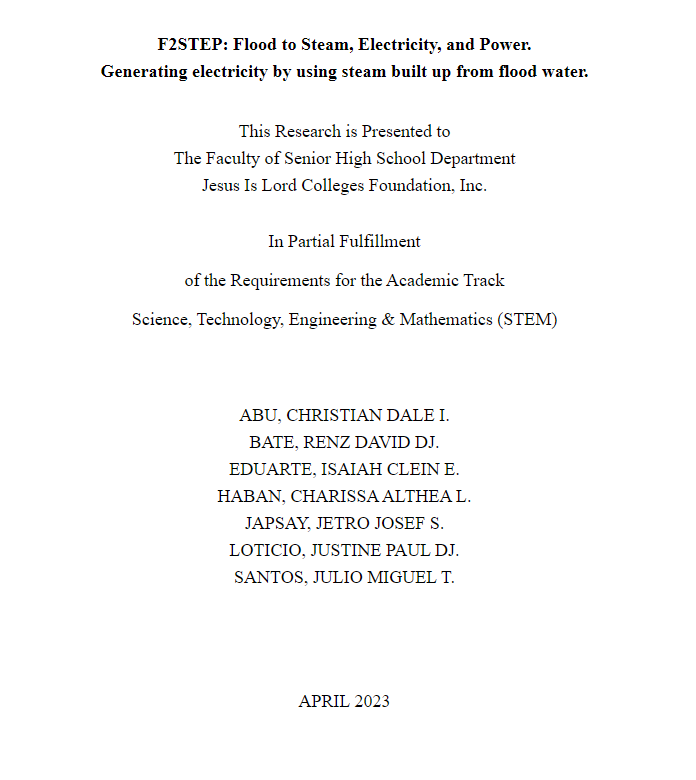 F2STEP: Flood to Steam, Electricity, and Power.
Generating electricity by using steam built up from flood water.
This Research is Presented to
The Faculty of Senior High School Department
Jesus Is Lord Colleges Foundation, Inc.
In Partial Fulfillment
of the Requirements for the Academic Track
Science, Technology, Engineering & Mathematics (STEM)
ABU, CHRISTIAN DALE I.
BATE, RENZ DAVID DJ.
EDUARTE, ISAIAH CLEIN E.
HABAN, CHARISSA ALTHEA L.
JAPSAY, JETRO JOSEF S.
LOTICIO, JUSTINE PAUL DJ.
SANTOS, JULIO MIGUEL T.
APRIL 2023